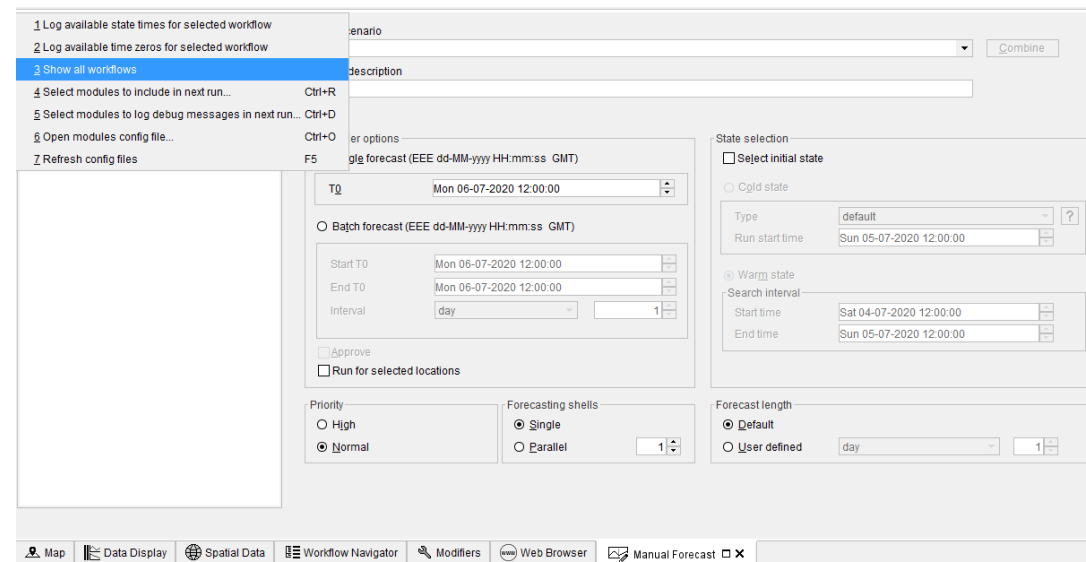 1 Log available state times for selected workflow
2 Log available time zeros for selected workflow
3 Show all workflows
4 Select modules to include in next run... Ctrl+R
5 Select modules to log debug messages in next run... Ctrl+D
6 Open modules config file... Ctrl+O
7 Refresh config files F5
enario
Combine
description
er options
gle forecast (EEE dd-MM-yyyy HH:mm:ss GMT)
T0 Mon 06-07-2020 12:00:00
Batch forecast (EEE dd-MM-yyyy HH:mm:ss GMT)
Start T0 Mon 06-07-2020 12:00:00
End T0 Mon 06-07-2020 12:00:00
Interval day 1
Approve
Run for selected locations
State selection
Select initial state
Cold state
Type default ?
Run start time Sun 05-07-2020 12:00:00
Warm state
Search interval
Start time Sat 04-07-2020 12:00:00
End time Sun 05-07-2020 12:00:00
Priority
High
Normal
Forecasting shells
Single
Parallel 1
Forecast length
Default
User defined day 1
Map Data Display Spatial Data Workflow Navigator Modifiers www Web Browser Manual Forecast